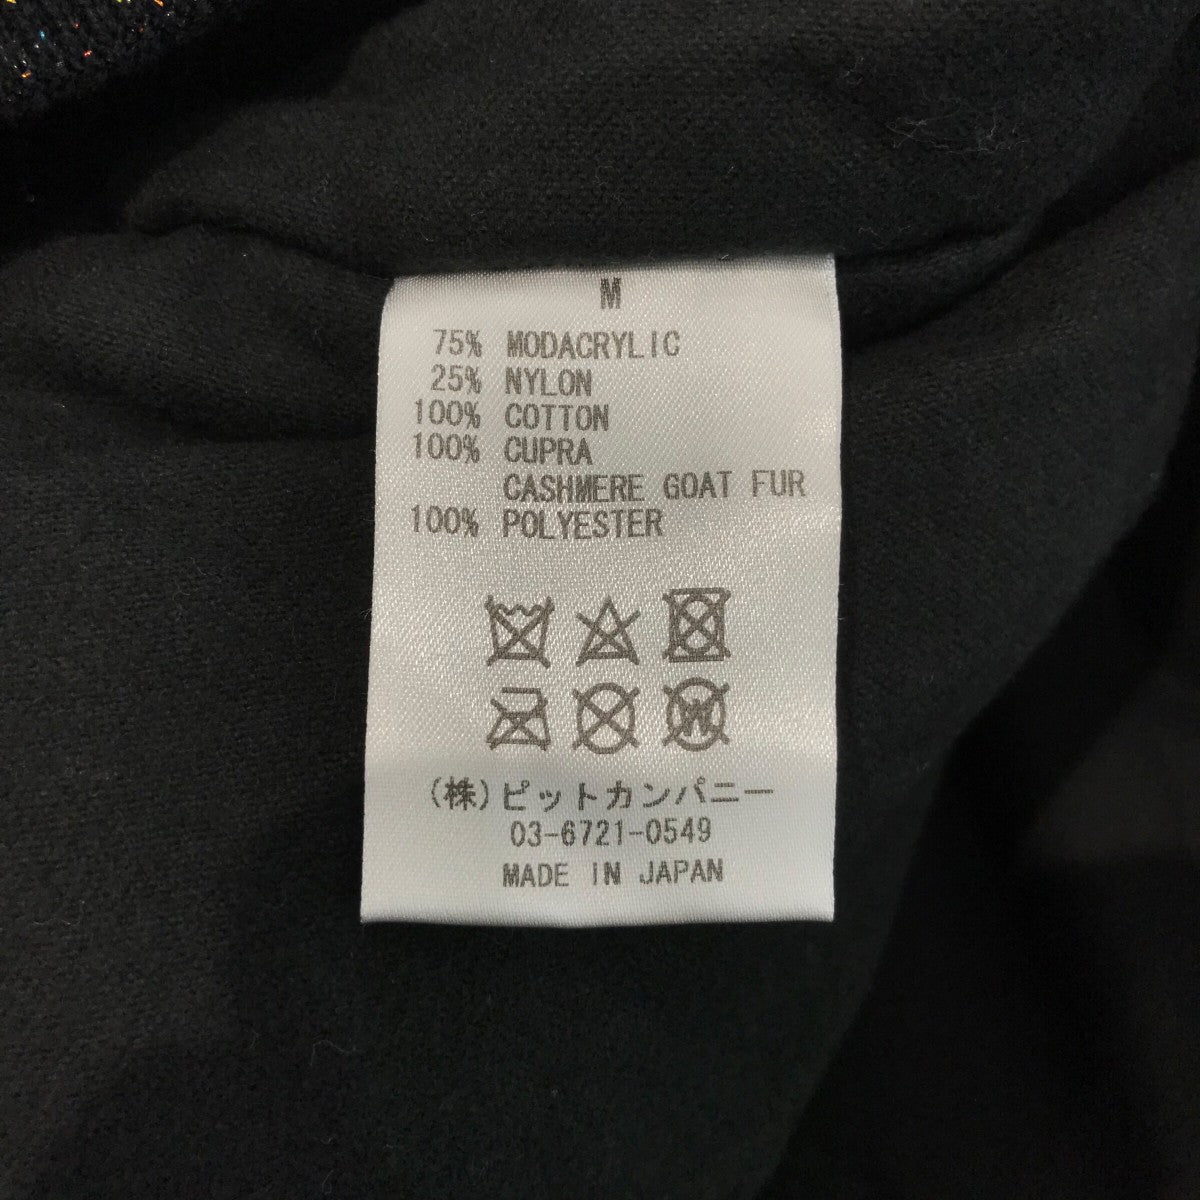 M
75% MODACRYLIC
25% NYLON
100% COTTON
100% CUPRA
CASHMERE GOAT FUR
100% POLYESTER
W
(株)ピットカンパニー
03-6721-0549
MADE IN JAPAN